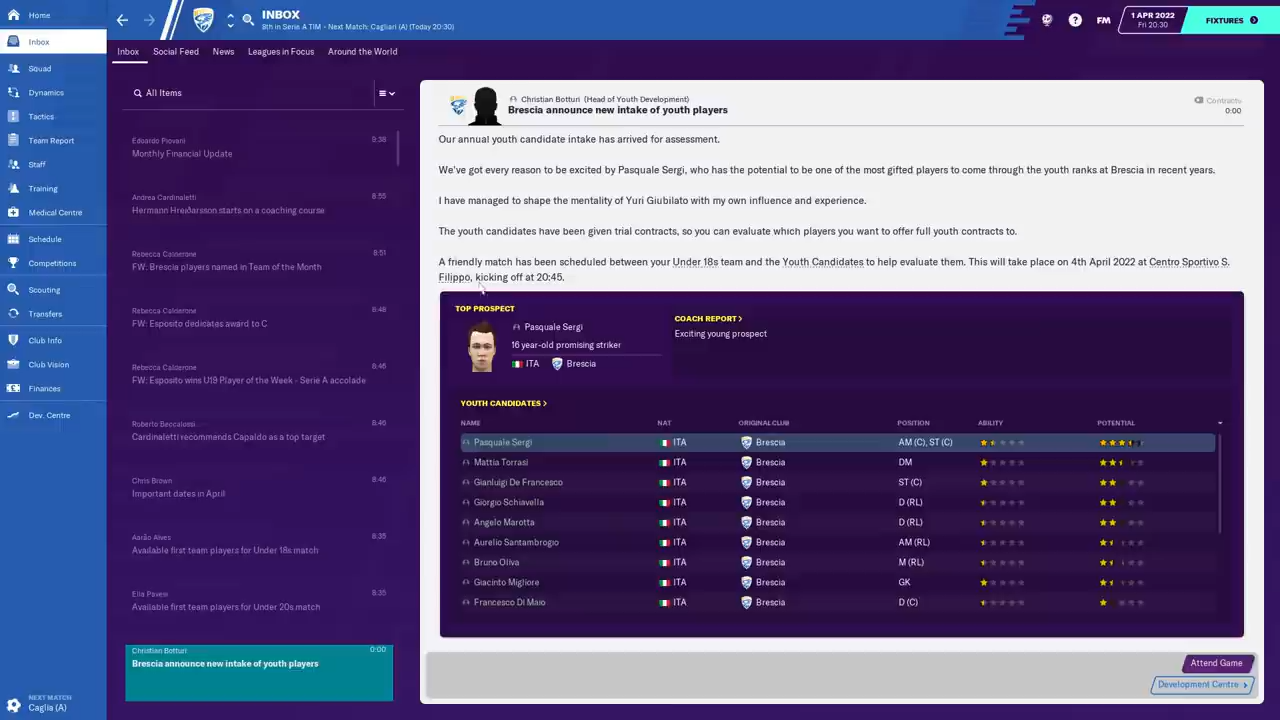 Home
Inbox
Squad
Dynamics
Tactics
Team Report
Staff
Training
Medical Centre
Schedule
Competitions
Scouting
Transfers
Club Info
Club Vision
Finances
Dev. Centre
NEXT MATCH
Caglia (A)
INBOX
8th in Serie A TIM - Next Match: Cagliari (A) (Today 20:30)
FM
1 APR 2022
Fri 20:30
FIXTURES
Inbox Social Feed News Leagues in Focus Around the World
All Items
Edoardo Piovani 9:38
Monthly Financial Update
Andrea Cardinaletti 8:55
Hermann Hreiðarsson starts on a coaching course
Rebecca Calderone 8:51
FW: Brescia players named in Team of the Month
Rebecca Calderone 8:48
FW: Esposito dedicates award to C
Rebecca Calderone 8:46
FW: Esposito wins U19 Player of the Week - Serie A accolade
Roberto Beccalossi 8:46
Cardinaletti recommends Capaldo as a top target
Chris Brown 8:46
Important dates in April
Aarão Alves 8:35
Available first team players for Under 18s match
Elia Pavesi 8:35
Available first team players for Under 20s match
Christian Botturi 0:00
Brescia announce new intake of youth players
Christian Botturi (Head of Youth Development)
Brescia announce new intake of youth players
Contracts
0:00
Our annual youth candidate intake has arrived for assessment.
We've got every reason to be excited by Pasquale Sergi, who has the potential to be one of the most gifted players to come through the youth ranks at Brescia in recent years.
I have managed to shape the mentality of Yuri Giubilato with my own influence and experience.
The youth candidates have been given trial contracts, so you can evaluate which players you want to offer full youth contracts to.
A friendly match has been scheduled between your Under 18s team and the Youth Candidates to help evaluate them. This will take place on 4th April 2022 at Centro Sportivo S.
Filippo, kicking off at 20:45.
TOP PROSPECT
Pasquale Sergi
16 year-old promising striker
ITA Brescia
COACH REPORT >
Exciting young prospect
YOUTH CANDIDATES >
NAME NAT ORIGINAL CLUB POSITION ABILITY POTENTIAL
Pasquale Sergi ITA Brescia AM (C), ST (C)
Mattia Torrasi ITA Brescia DM
Gianluigi De Francesco ITA Brescia ST (C)
Giorgio Schiavella ITA Brescia D (RL)
Angelo Marotta ITA Brescia D (RL)
Aurelio Santambrogio ITA Brescia AM (RL)
Bruno Oliva ITA Brescia M (RL)
Giacinto Migliore ITA Brescia GK
Francesco Di Maio ITA Brescia D (C)
Attend Game
Development Centre >